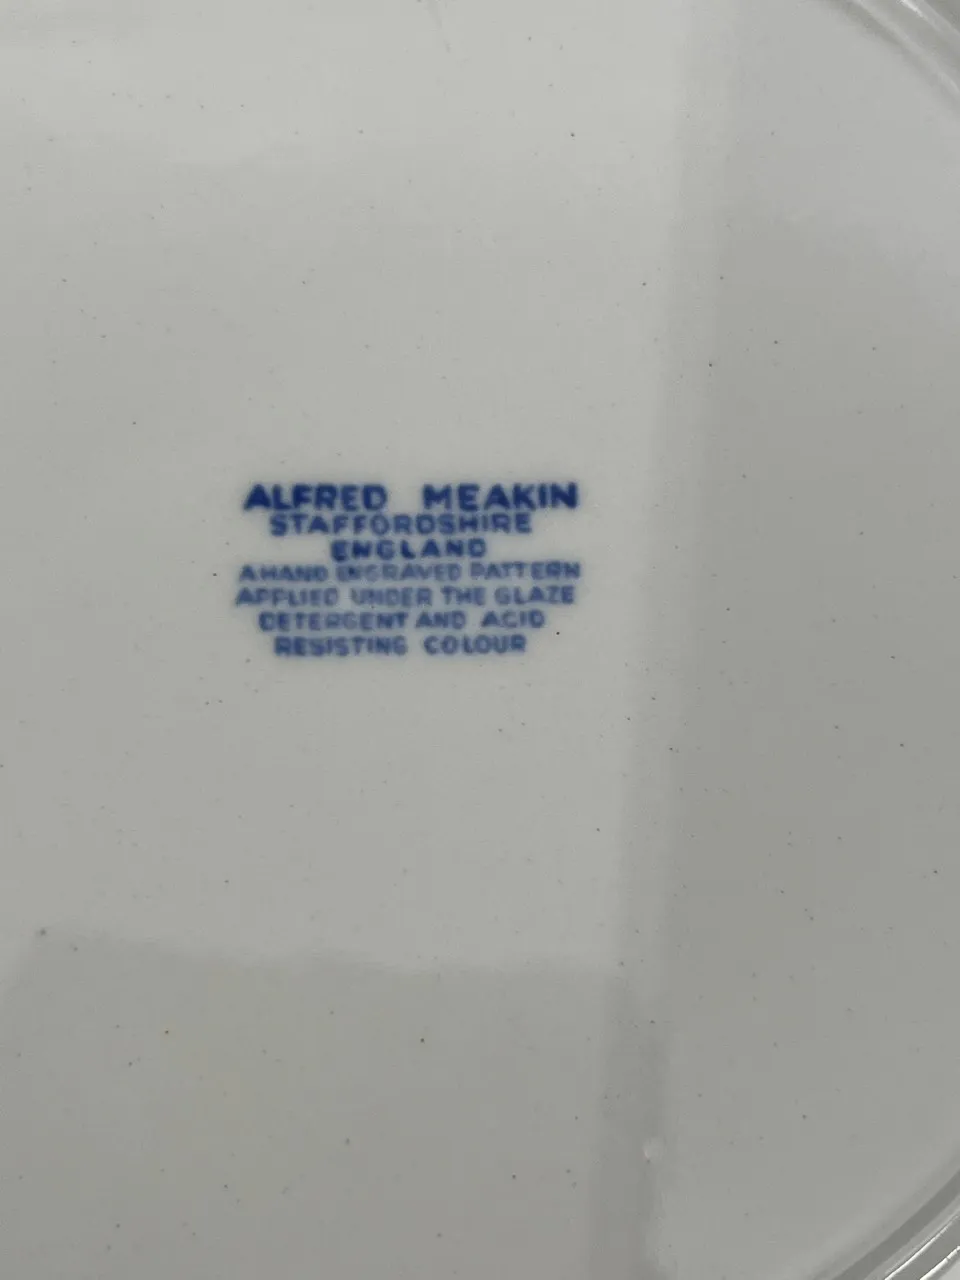 ALFRED MEAKIN
STAFFORDSHIRE
ENGLAND
A HAND ENGRAVED PATTERN
APPLIED UNDER THE GLAZE
DETERGENT AND ACID
RESISTING COLOUR